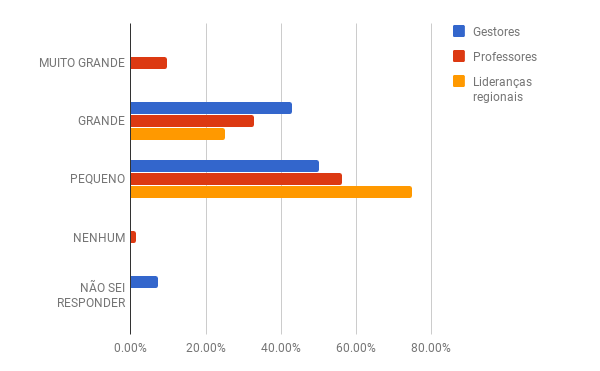 Gestores
Professores
Lideranças
regionais
MUITO GRANDE
GRANDE
PEQUENO
NENHUM
NÃO SEI
RESPONDER
0.00% 20.00% 40.00% 60.00% 80.00%